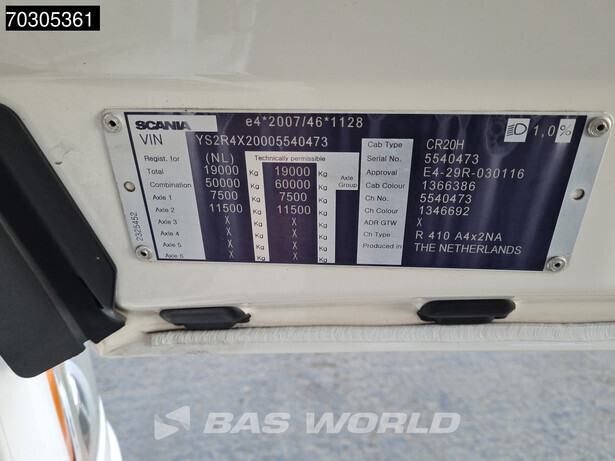 70305361
SCANIA e4*2007/46*1128 1,0%
VIN YS2R4X20005540473
Regist. for (NL) Technically permissible
Total 19000 Kg 19000 Kg Axle Group
Combination 50000 Kg 60000 Kg
Axle 1 7500 Kg 7500 Kg
Axle 2 11500 Kg 11500 Kg
Axle 3 X Kg X Kg
Axle 4 X Kg X Kg
Axle 5 X Kg X Kg
Axle 6 X Kg X Kg
2325452
Cab Type CR20H
Serial No. 5540473
Approval E4-29R-030116
Cab Colour 1366386
Ch No. 5540473
Ch Colour 1346692
ADR GTW X
Ch Type R 410 A4x2NA
Produced in THE NETHERLANDS
BAS WORLD